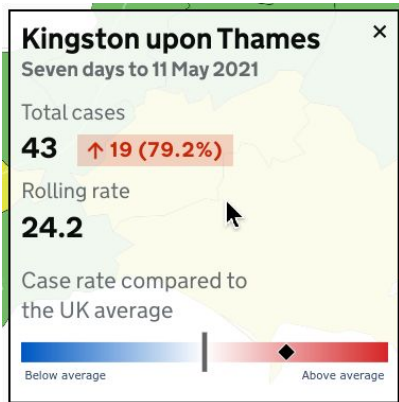 Kingston upon Thames ×
Seven days to 11 May 2021
Total cases
43 ↑ 19 (79.2%)
Rolling rate
24.2
Case rate compared to
the UK average
Below average Above average